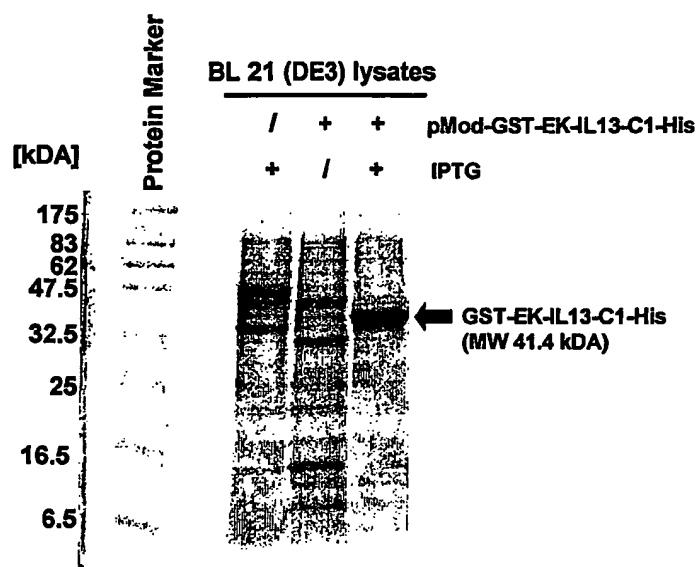 Protein Marker
BL 21 (DE3) lysates
/ + + pMod-GST-EK-IL13-C1-His
[kDA]
+ / + IPTG
175
83
62
47.5
32.5
25
16.5
6.5
GST-EK-IL13-C1-His
(MW 41.4 kDA)